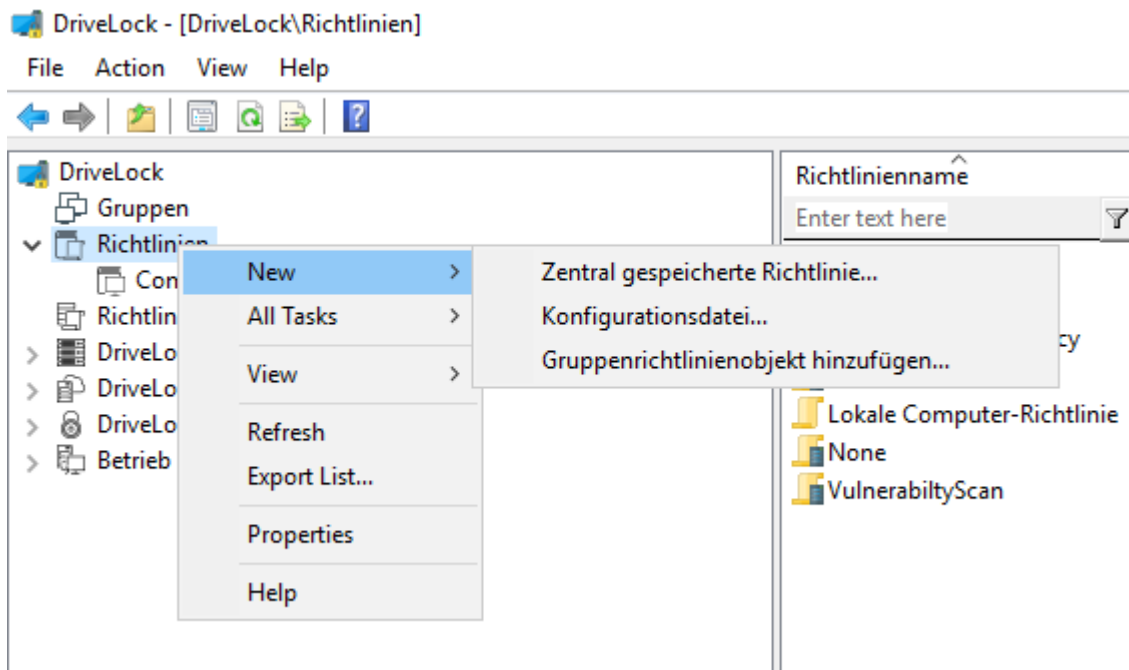 DriveLock - [DriveLock\Richtlinien]
File Action View Help
DriveLock
Gruppen
Richtlinien
Con
Richtlin
DriveLo
DriveLo
DriveLo
Betrieb
New
All Tasks
View
Refresh
Export List...
Properties
Help
Zentral gespeicherte Richtlinie...
Konfigurationsdatei...
Gruppenrichtlinienobjekt hinzufügen...
Richtlinienname
Enter text here
cy
Lokale Computer-Richtlinie
None
VulnerabiltyScan